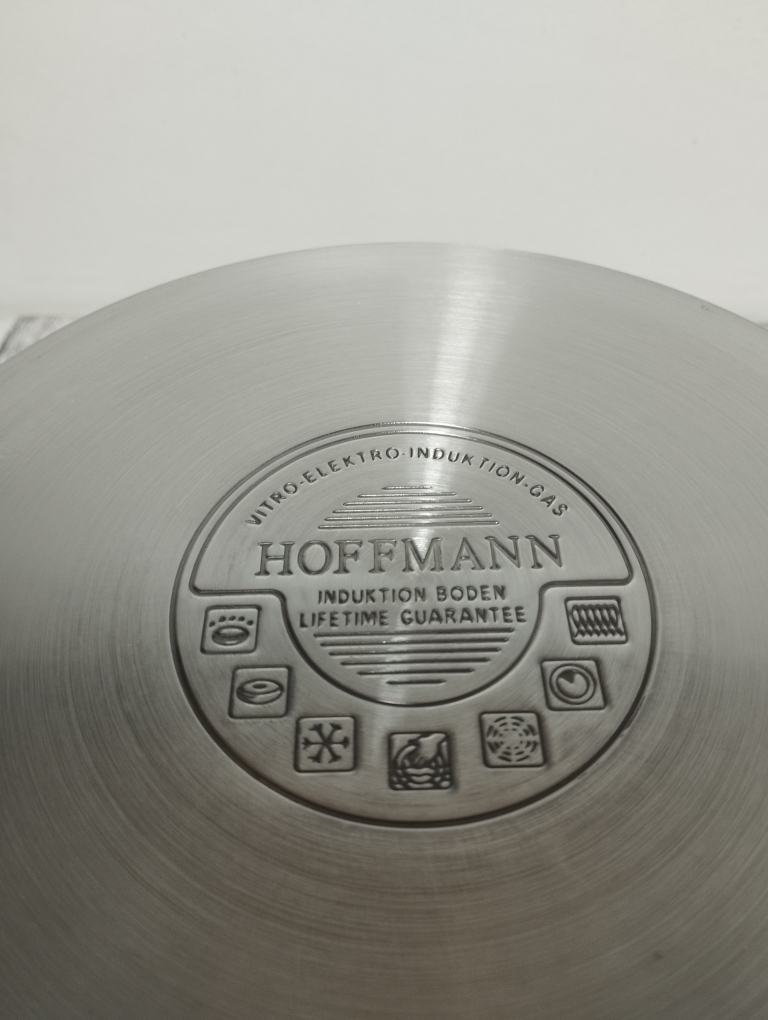 VITRO-ELEKTRO-INDUKTION-GAS
HOFFMANN
INDUKTION BODEN
LIFETIME GUARANTEE